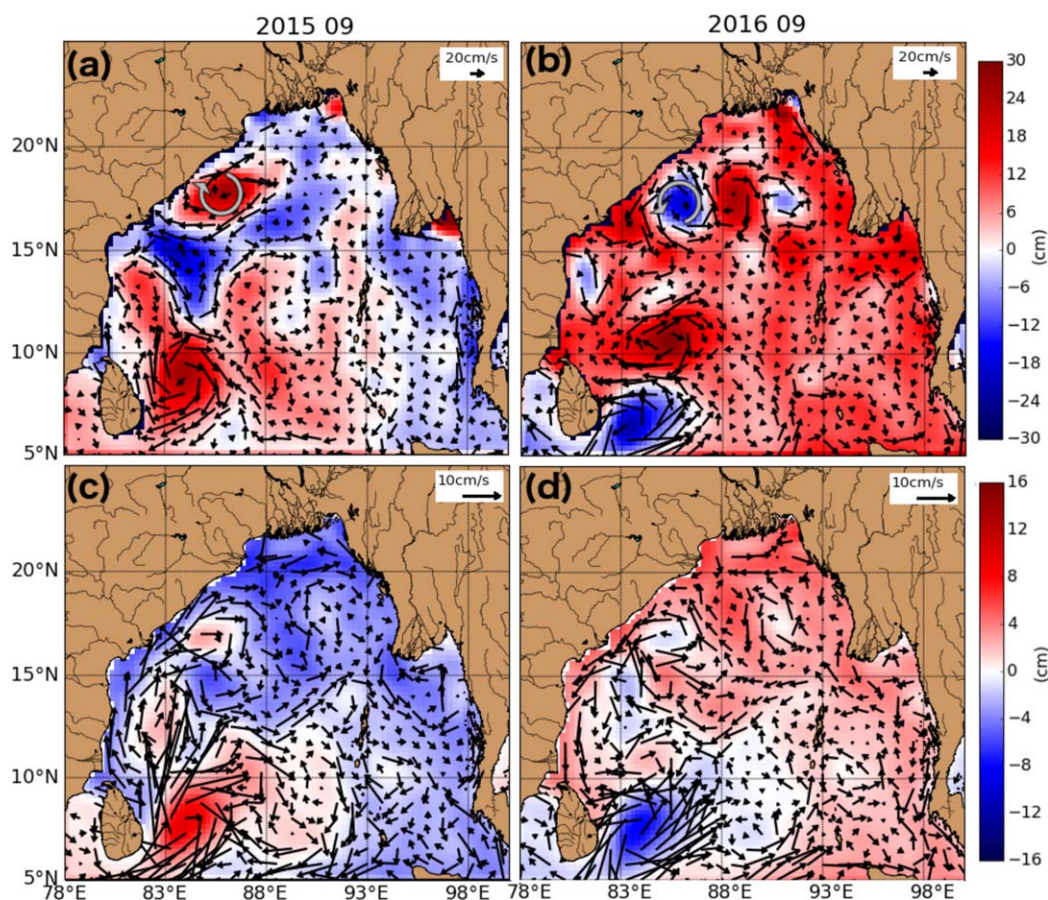 2015 09
2016 09
(a)
20cm/s
(b)
20cm/s
30
24
18
12
6
0
−6
−12
−18
−24
−30
(cm)
20°N
15°N
10°N
5°N
(c)
10cm/s
(d)
10cm/s
16
12
8
4
0
−4
−8
−12
−16
(cm)
20°N
15°N
10°N
5°N
78°E
83°E
88°E
93°E
98°E
78°E
83°E
88°E
93°E
98°E